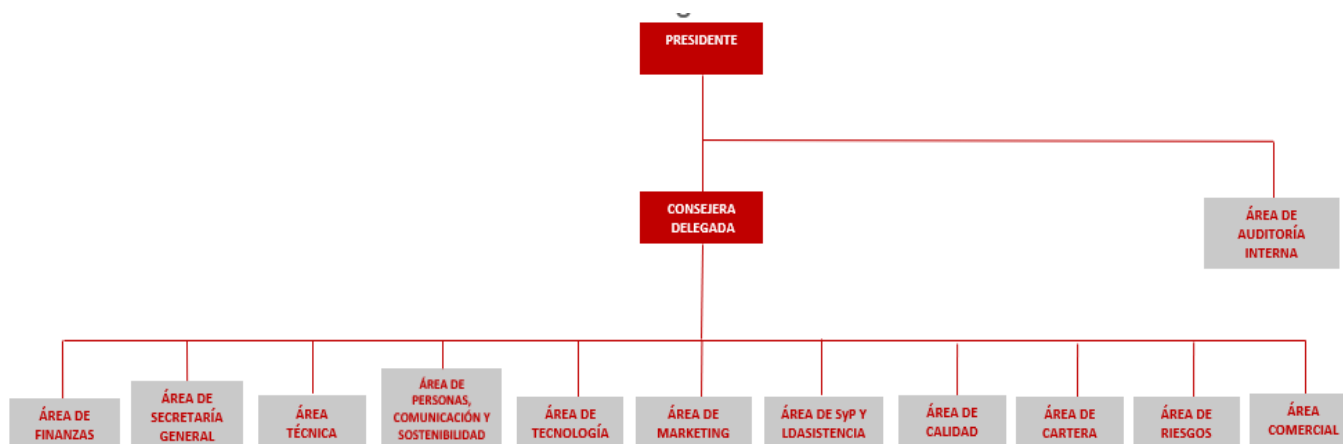 PRESIDENTE
CONSEJERA
DELEGADA
ÁREA DE
AUDITORÍA
INTERNA
ÁREA DE
FINANZAS
ÁREA DE
SECRETARÍA
GENERAL
ÁREA
TÉCNICA
ÁREA DE
PERSONAS,
COMUNICACIÓN Y
SOSTENIBILIDAD
ÁREA DE
TECNOLOGÍA
ÁREA DE
MARKETING
ÁREA DE SyP Y
LDASISTENCIA
ÁREA DE
CALIDAD
ÁREA DE
CARTERA
ÁREA DE
RIESGOS
ÁREA
COMERCIAL